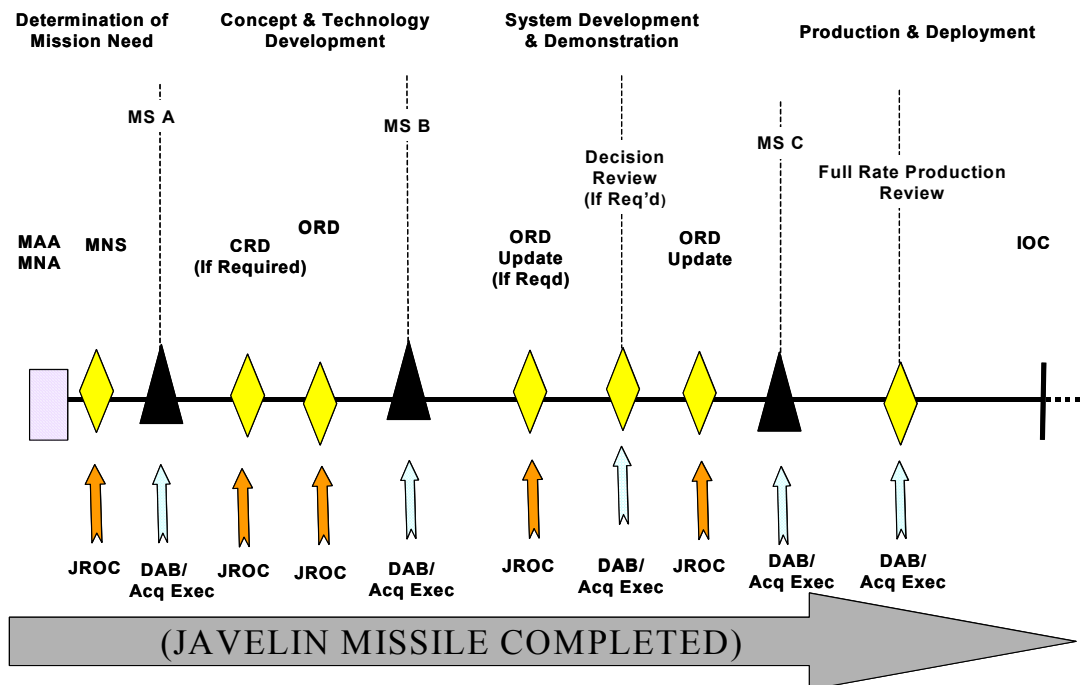 Determination of
Mission Need
Concept & Technology
Development
System Development
& Demonstration
Production & Deployment
MS A
MS B
Decision
Review
(If Req'd)
MS C
Full Rate Production
Review
MAA
MNA
MNS
CRD
(If Required)
ORD
ORD
Update
(If Reqd)
ORD
Update
IOC
JROC
DAB/
Acq Exec
JROC
JROC
DAB/
Acq Exec
JROC
DAB/
Acq Exec
JROC
DAB/
Acq Exec
DAB/
Acq Exec
(JAVELIN MISSILE COMPLETED)